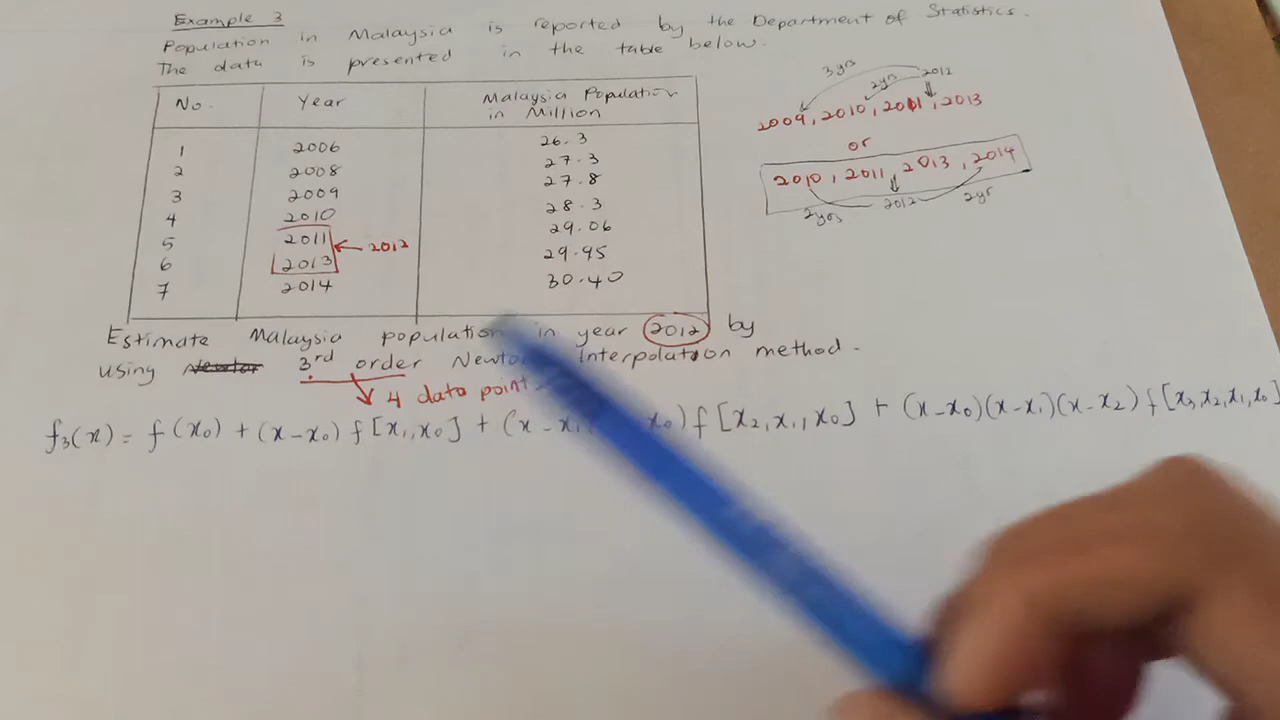 Example 3
Population in Malaysia is reported by the Department of Statistics.
The data is presented in the table below.
No. Year Malaysia Population in Million
1 2006 26.3
2 2008 27.3
3 2009 27.8
4 2010 28.3
5 2011 29.06
6 2013 29.95
7 2014 30.40
← 2012
3yrs 2yrs 2012
2009, 2010, 2011, 2013
or
2010, 2011, 2013, 2014
2yrs 2012 2yr
Estimate Malaysia population in year 2012 by
using 3rd order Interpolation method.
4 data point
f₃(x) = f(x₀) + (x-x₀) f[x₁,x₀] + (x-x₁ x₀) f[x₂,x₁,x₀] + (x-x₀)(x-x₁)(x-x₂) f[x₃,x₂,x₁,x₀]